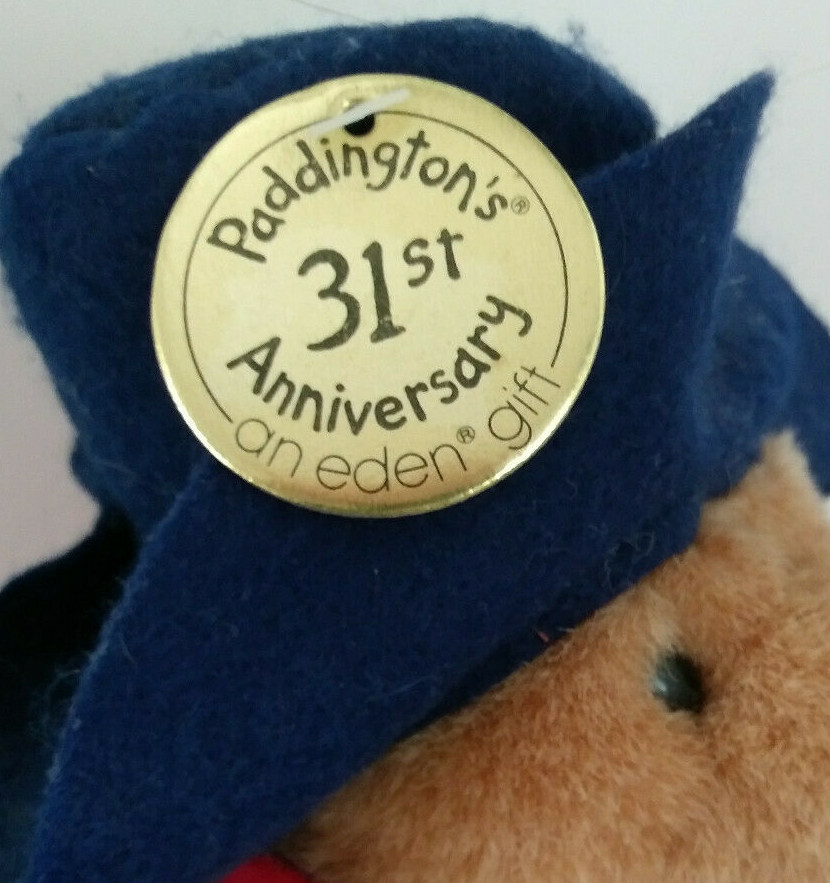 Paddington's®
31st
Anniversary
an eden® gift